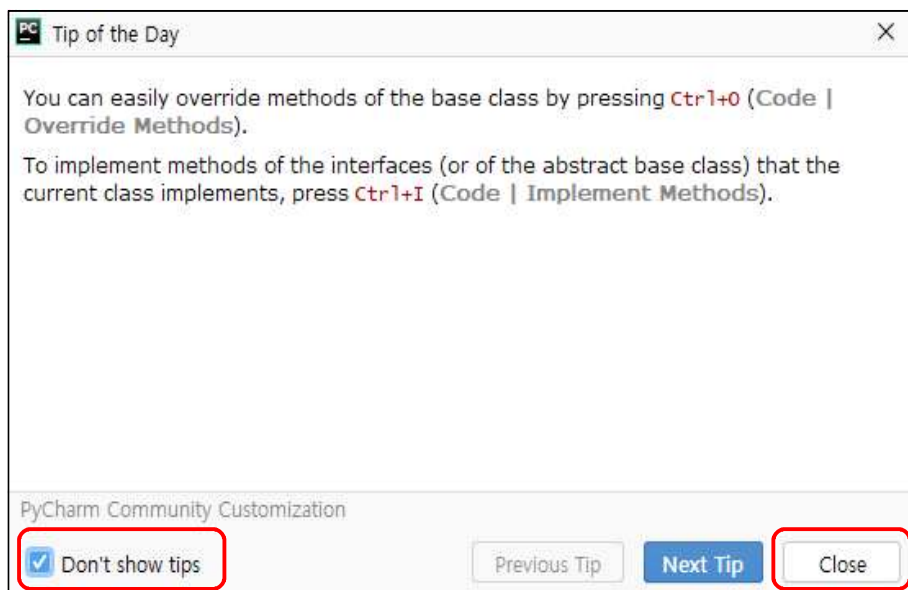 PC Tip of the Day
You can easily override methods of the base class by pressing Ctrl+O (Code |
Override Methods).
To implement methods of the interfaces (or of the abstract base class) that the
current class implements, press Ctrl+I (Code | Implement Methods).
PyCharm Community Customization
Don't show tips Previous Tip Next Tip Close